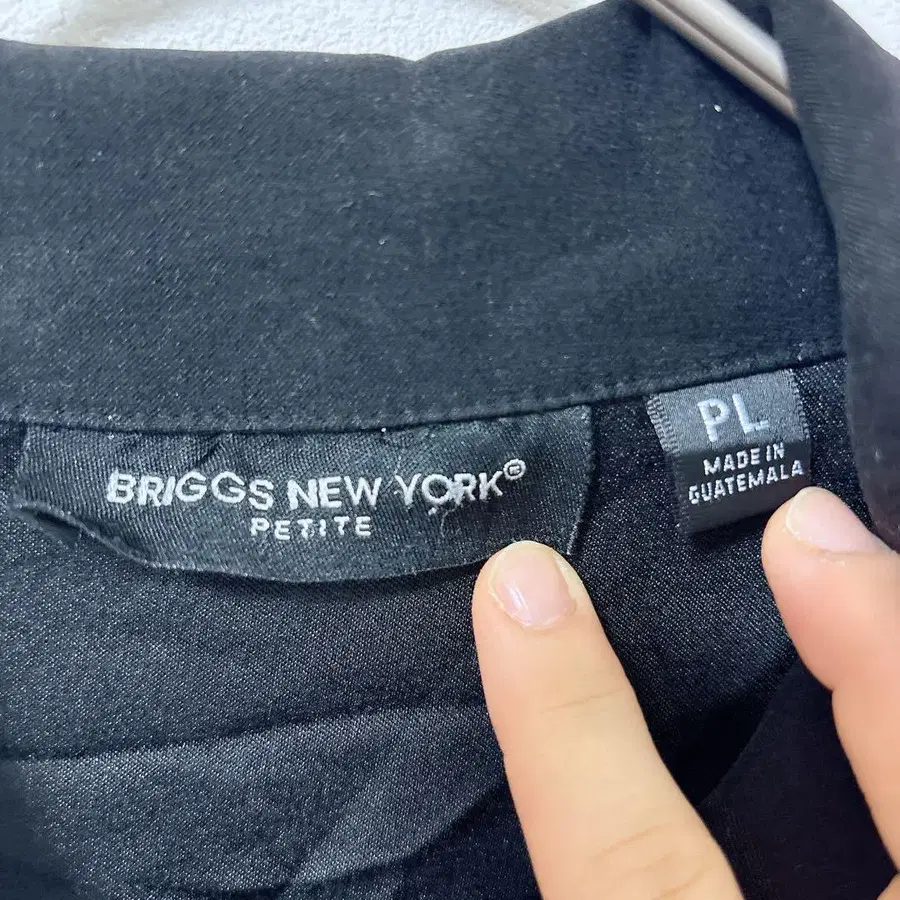 BRIGGS NEW YORK®
PETITE
PL
MADE IN
GUATEMALA